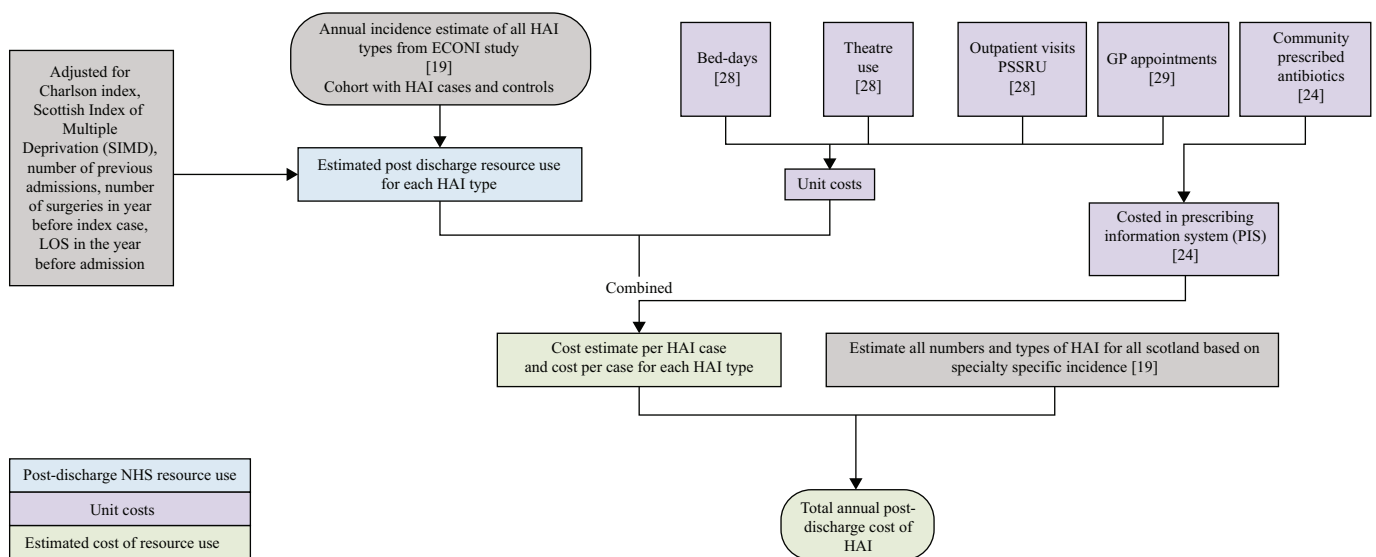 Adjusted for
Charlson index,
Scottish Index of
Multiple
Deprivation (SIMD),
number of previous
admissions, number
of surgeries in year
before index case,
LOS in the year
before admission
Annual incidence estimate of all HAI
types from ECONI study
[19]
Cohort with HAI cases and controls
Estimated post discharge resource use
for each HAI type
Bed-days
[28]
Theatre
use
[28]
Outpatient visits
PSSRU
[28]
GP appointments
[29]
Community
prescribed
antibiotics
[24]
Unit costs
Costed in prescribing
information system (PIS)
[24]
Combined
Cost estimate per HAI case
and cost per case for each HAI type
Estimate all numbers and types of HAI for all scotland based on
specialty specific incidence [19]
Total annual post-
discharge cost of
HAI
Post-discharge NHS resource use
Unit costs
Estimated cost of resource use